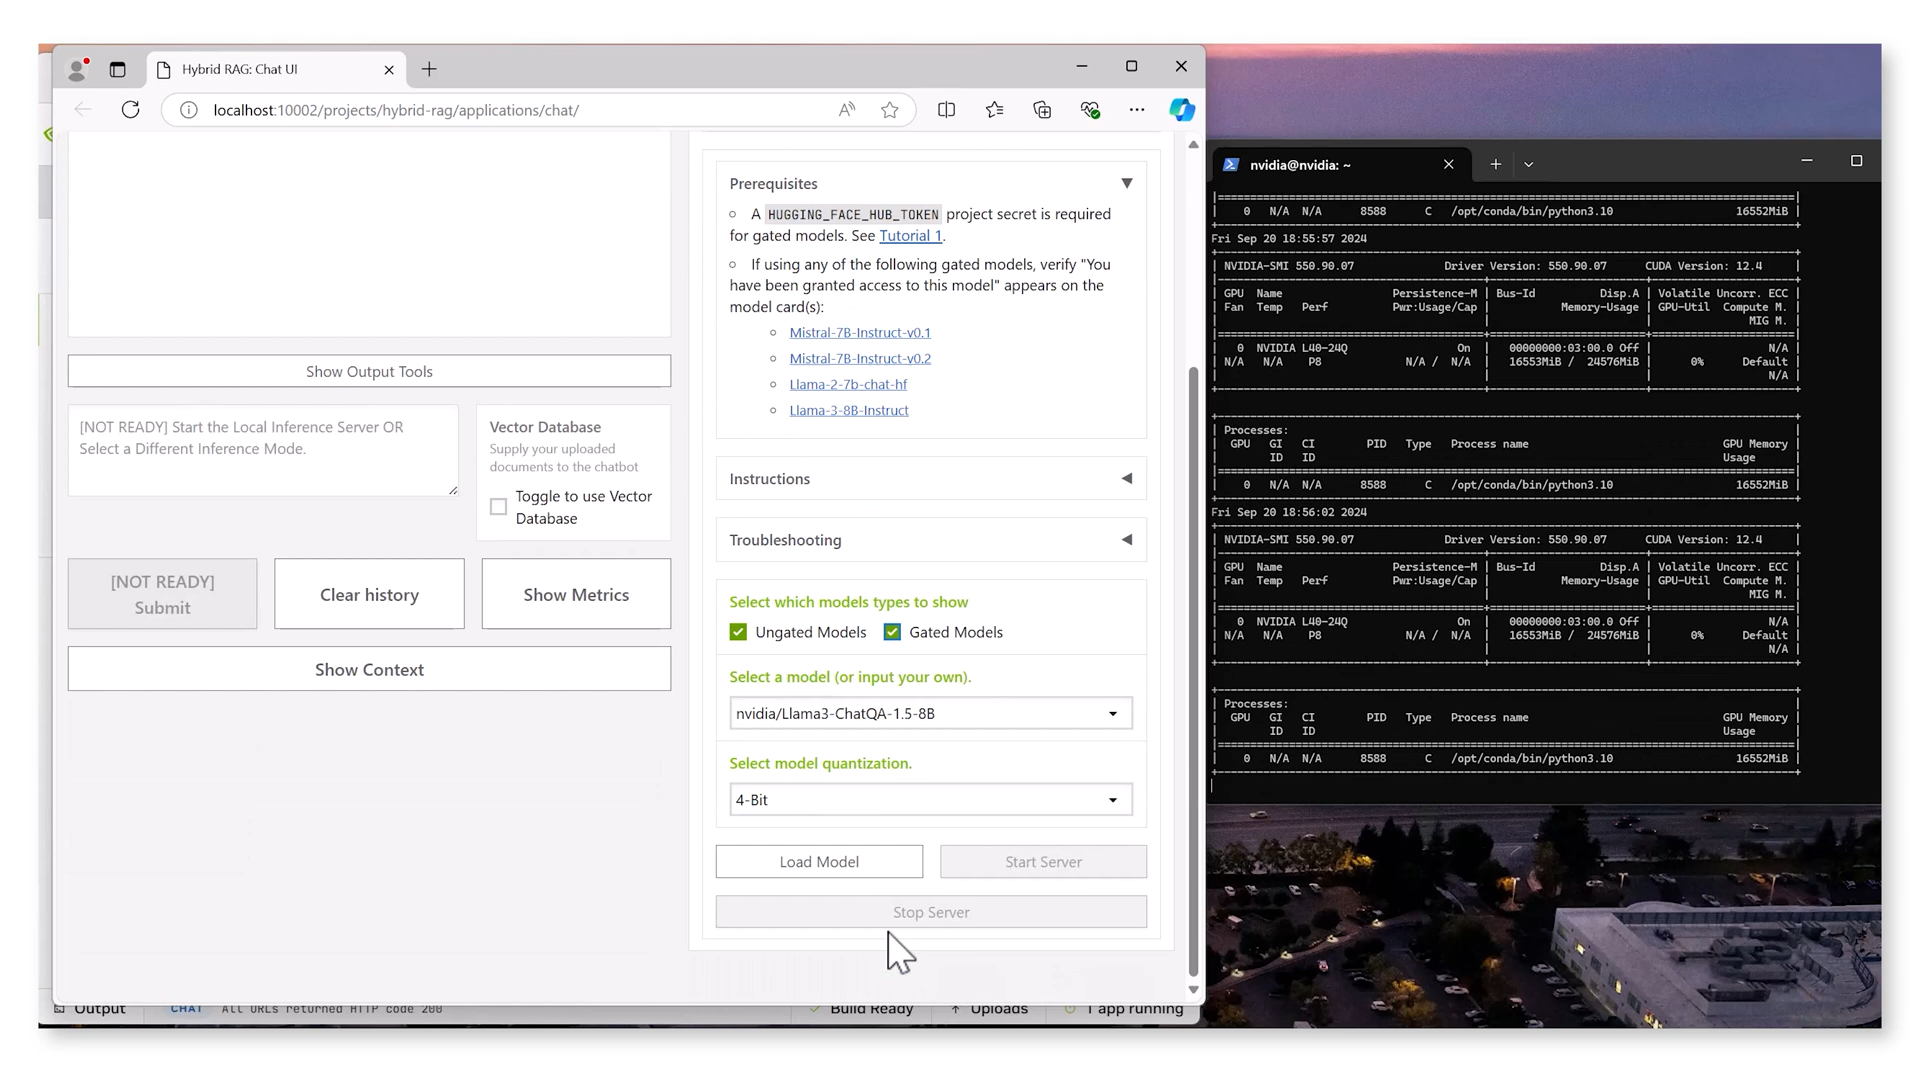 Hybrid RAG: Chat UI
localhost:10002/projects/hybrid-rag/applications/chat/
Show Output Tools
[NOT READY] Start the Local Inference Server OR
Select a Different Inference Mode.
Vector Database
Supply your uploaded
documents to the chatbot
Toggle to use Vector
Database
[NOT READY]
Submit
Clear history
Show Metrics
Show Context
Prerequisites
A HUGGING_FACE_HUB_TOKEN project secret is required
for gated models. See Tutorial 1.
If using any of the following gated models, verify "You
have been granted access to this model" appears on the
model card(s):
Mistral-7B-Instruct-v0.1
Mistral-7B-Instruct-v0.2
Llama-2-7b-chat-hf
Llama-3-8B-Instruct
Instructions
Troubleshooting
Select which models types to show
Ungated Models
Gated Models
Select a model (or input your own).
nvidia/Llama3-ChatQA-1.5-8B
Select model quantization.
4-Bit
Load Model
Start Server
Stop Server
Output
CHAT All URLs returned HTTP code 200
Build Ready
Uploads
1 app running
nvidia@nvidia: ~
0 N/A N/A 8588 C /opt/conda/bin/python3.10 16552MiB
Fri Sep 20 18:55:57 2024
NVIDIA-SMI 550.90.07 Driver Version: 550.90.07 CUDA Version: 12.4
GPU Name Persistence-M | Bus-Id Disp.A | Volatile Uncorr. ECC
Fan Temp Perf Pwr:Usage/Cap | Memory-Usage | GPU-Util Compute M.
MIG M.
0 NVIDIA L40-24Q On | 00000000:03:00.0 Off | N/A
N/A N/A P8 N/A / N/A | 16553MiB / 24576MiB | 0% Default
N/A
Processes:
GPU GI CI PID Type Process name GPU Memory
ID ID Usage
0 N/A N/A 8588 C /opt/conda/bin/python3.10 16552MiB
Fri Sep 20 18:56:02 2024
NVIDIA-SMI 550.90.07 Driver Version: 550.90.07 CUDA Version: 12.4
GPU Name Persistence-M | Bus-Id Disp.A | Volatile Uncorr. ECC
Fan Temp Perf Pwr:Usage/Cap | Memory-Usage | GPU-Util Compute M.
MIG M.
0 NVIDIA L40-24Q On | 00000000:03:00.0 Off | N/A
N/A N/A P8 N/A / N/A | 16553MiB / 24576MiB | 0% Default
N/A
Processes:
GPU GI CI PID Type Process name GPU Memory
ID ID Usage
0 N/A N/A 8588 C /opt/conda/bin/python3.10 16552MiB